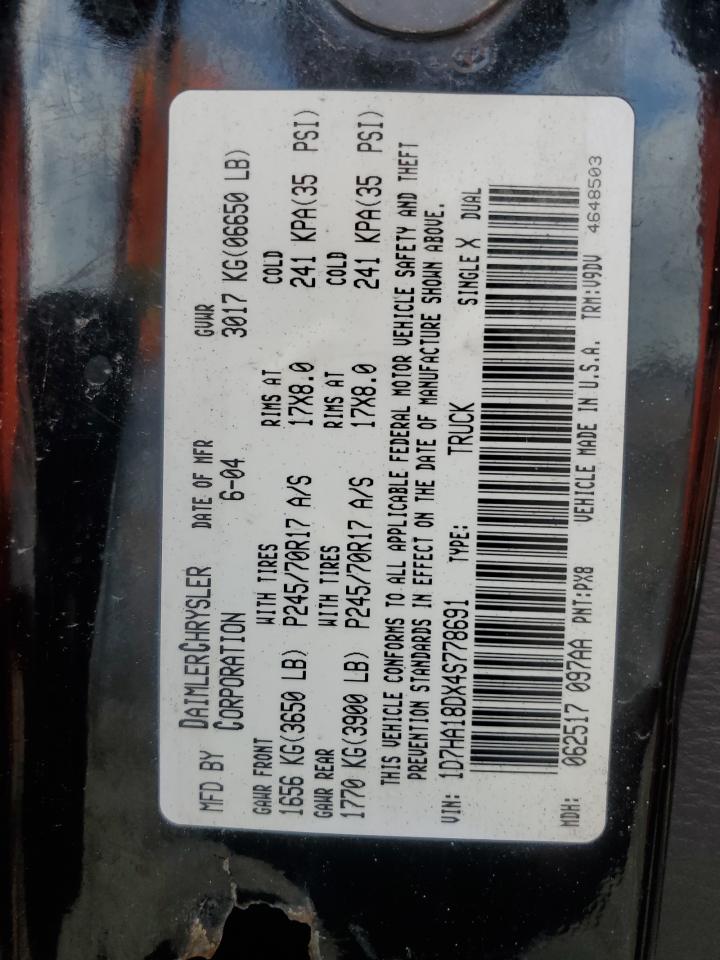 MFD BY DAIMLERCHRYSLER CORPORATION DATE OF MFR 6-04 GVWR 3017 KG(06650 LB)
GAWR FRONT WITH TIRES RIMS AT COLD
1656 KG(3650 LB) P245/70R17 A/S 17X8.0 241 KPA(35 PSI)
GAWR REAR WITH TIRES RIMS AT COLD
1770 KG(3900 LB) P245/70R17 A/S 17X8.0 241 KPA(35 PSI)
THIS VEHICLE CONFORMS TO ALL APPLICABLE FEDERAL MOTOR VEHICLE SAFETY AND THEFT
PREVENTION STANDARDS IN EFFECT ON THE DATE OF MANUFACTURE SHOWN ABOVE.
VIN: 1D7HA18DX4S778691 TYPE: TRUCK SINGLE X DUAL
MDH: 062517 097AA PNT:PX8 VEHICLE MADE IN U.S.A. TRM:V9DV 4648503